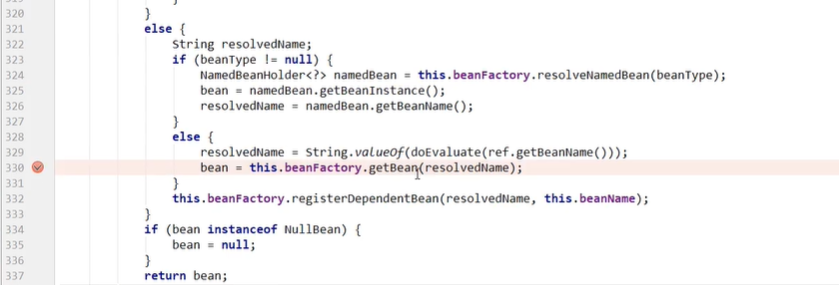 320 }
321 else {
322 String resolvedName;
323 if (beanType != null) {
324 NamedBeanHolder<?> namedBean = this.beanFactory.resolveNamedBean(beanType);
325 bean = namedBean.getBeanInstance();
326 resolvedName = namedBean.getBeanName();
327 }
328 else {
329 resolvedName = String.valueOf(doEvaluate(ref.getBeanName()));
330 bean = this.beanFactory.getBean(resolvedName);
331 }
332 this.beanFactory.registerDependentBean(resolvedName, this.beanName);
333 }
334 if (bean instanceof NullBean) {
335 bean = null;
336 }
337 return bean;